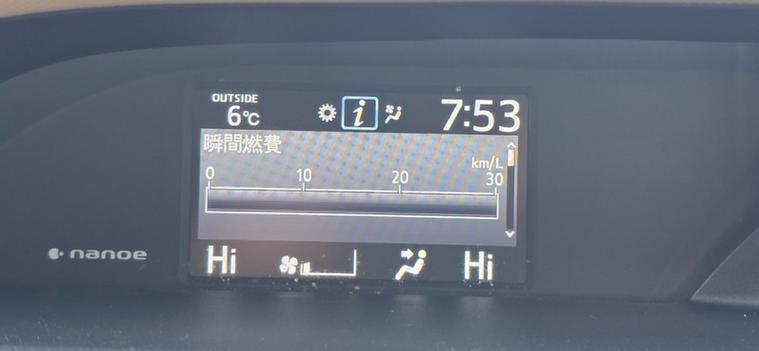 OUTSIDE
6℃
i
7:53
瞬間燃費
km/L
0 10 20 30
nanoe
Hi
Hi